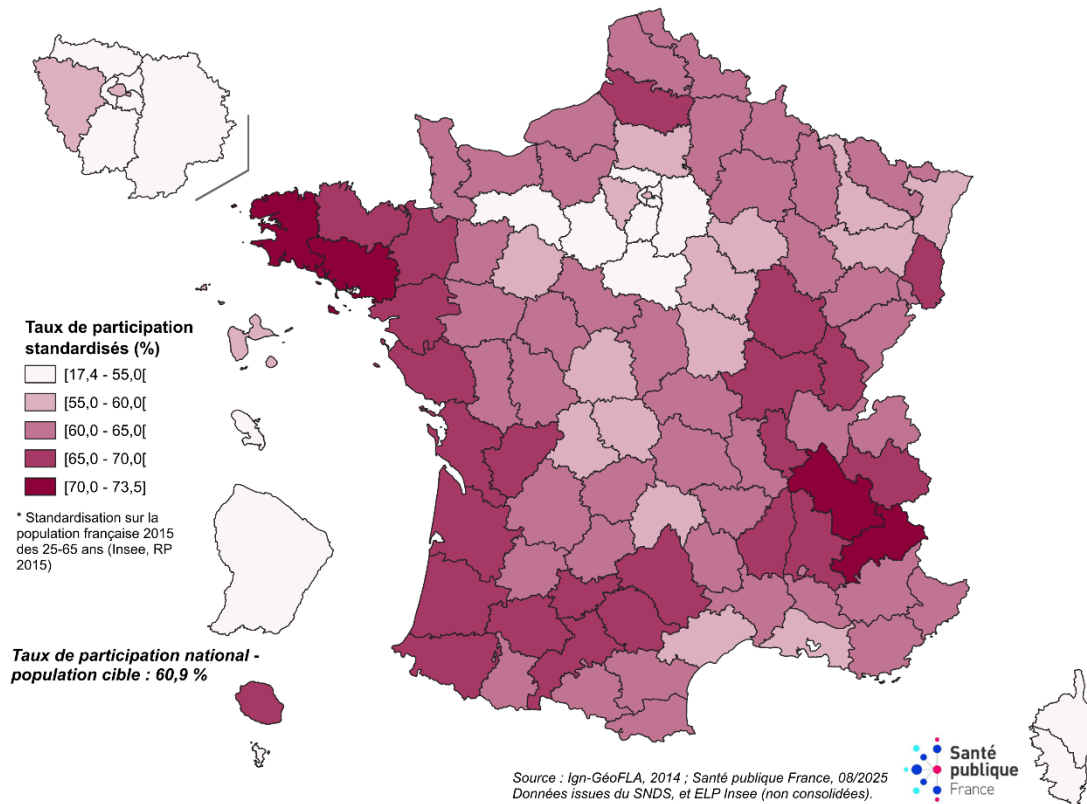 Taux de participation
standardisés (%)
[17,4 - 55,0[
[55,0 - 60,0[
[60,0 - 65,0[
[65,0 - 70,0[
[70,0 - 73,5]
* Standardisation sur la
population française 2015
des 25-65 ans (Insee, RP
2015)
Taux de participation national -
population cible : 60,9 %
Source : Ign-GéoFLA, 2014 ; Santé publique France, 08/2025
Données issues du SNDS, et ELP Insee (non consolidées).
Santé
publique
France